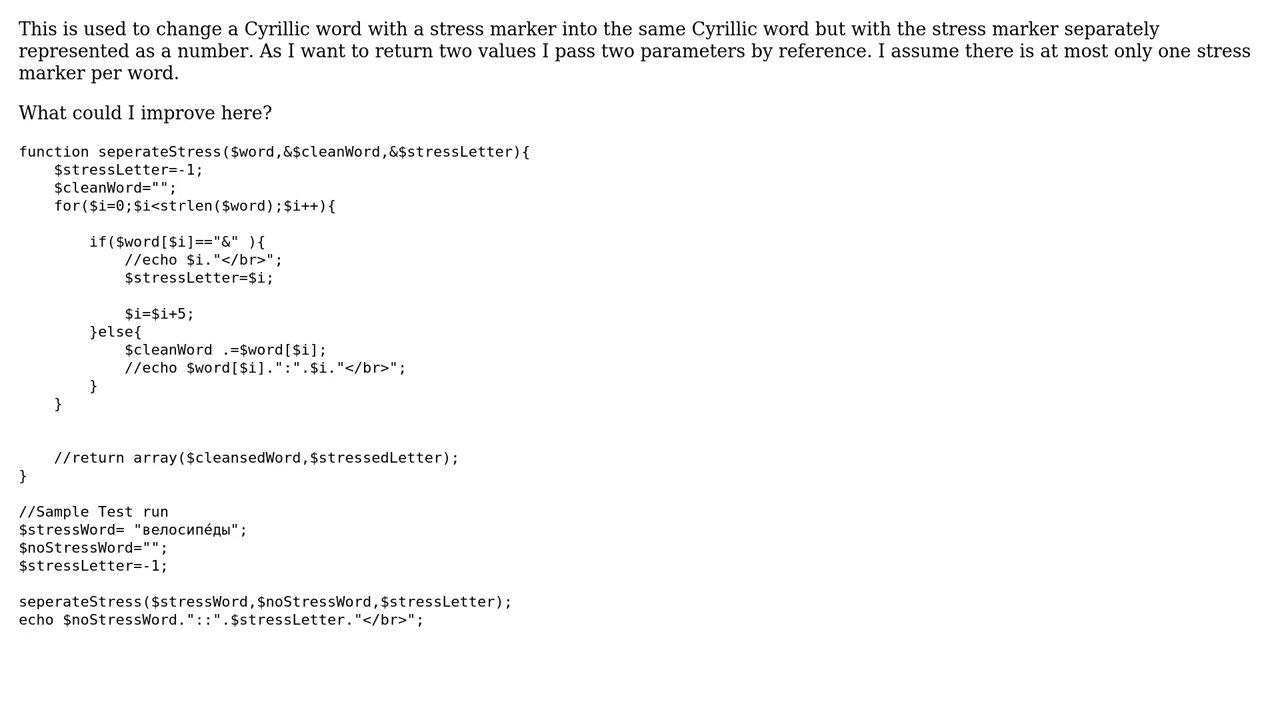 This is used to change a Cyrillic word with a stress marker into the same Cyrillic word but with the stress marker separately
represented as a number. As I want to return two values I pass two parameters by reference. I assume there is at most only one stress
marker per word.
What could I improve here?
function seperateStress($word,&$cleanWord,&$stressLetter){
    $stressLetter=-1;
    $cleanWord="";
    for($i=0;$i<strlen($word);$i++){
        if($word[$i]=="&" ){
            //echo $i."</br>";
            $stressLetter=$i;
            $i=$i+5;
        }else{
            $cleanWord .=$word[$i];
            //echo $word[$i].":".$i."</br>";
        }
    }
    //return array($cleansedWord,$stressedLetter);
}
//Sample Test run
$stressWord= "велосипе́ды";
$noStressWord="";
$stressLetter=-1;
seperateStress($stressWord,$noStressWord,$stressLetter);
echo $noStressWord."::".$stressLetter."</br>";